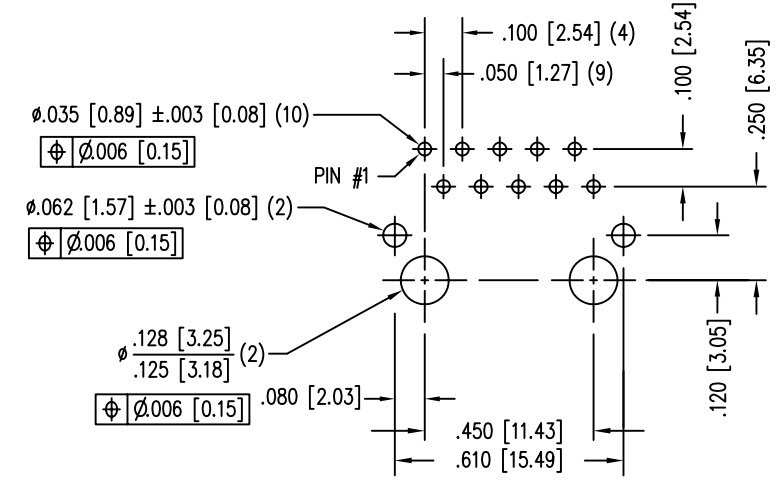 .100 [2.54] (4)
.050 [1.27] (9)
.100 [2.54]
.250 [6.35]
ø.035 [0.89] ±.003 [0.08] (10)
⌖ Ø.006 [0.15]
PIN #1
ø.062 [1.57] ±.003 [0.08] (2)
⌖ Ø.006 [0.15]
ø .128 [3.25]
.125 [3.18] (2)
⌖ Ø.006 [0.15]
.080 [2.03]
.120 [3.05]
.450 [11.43]
.610 [15.49]